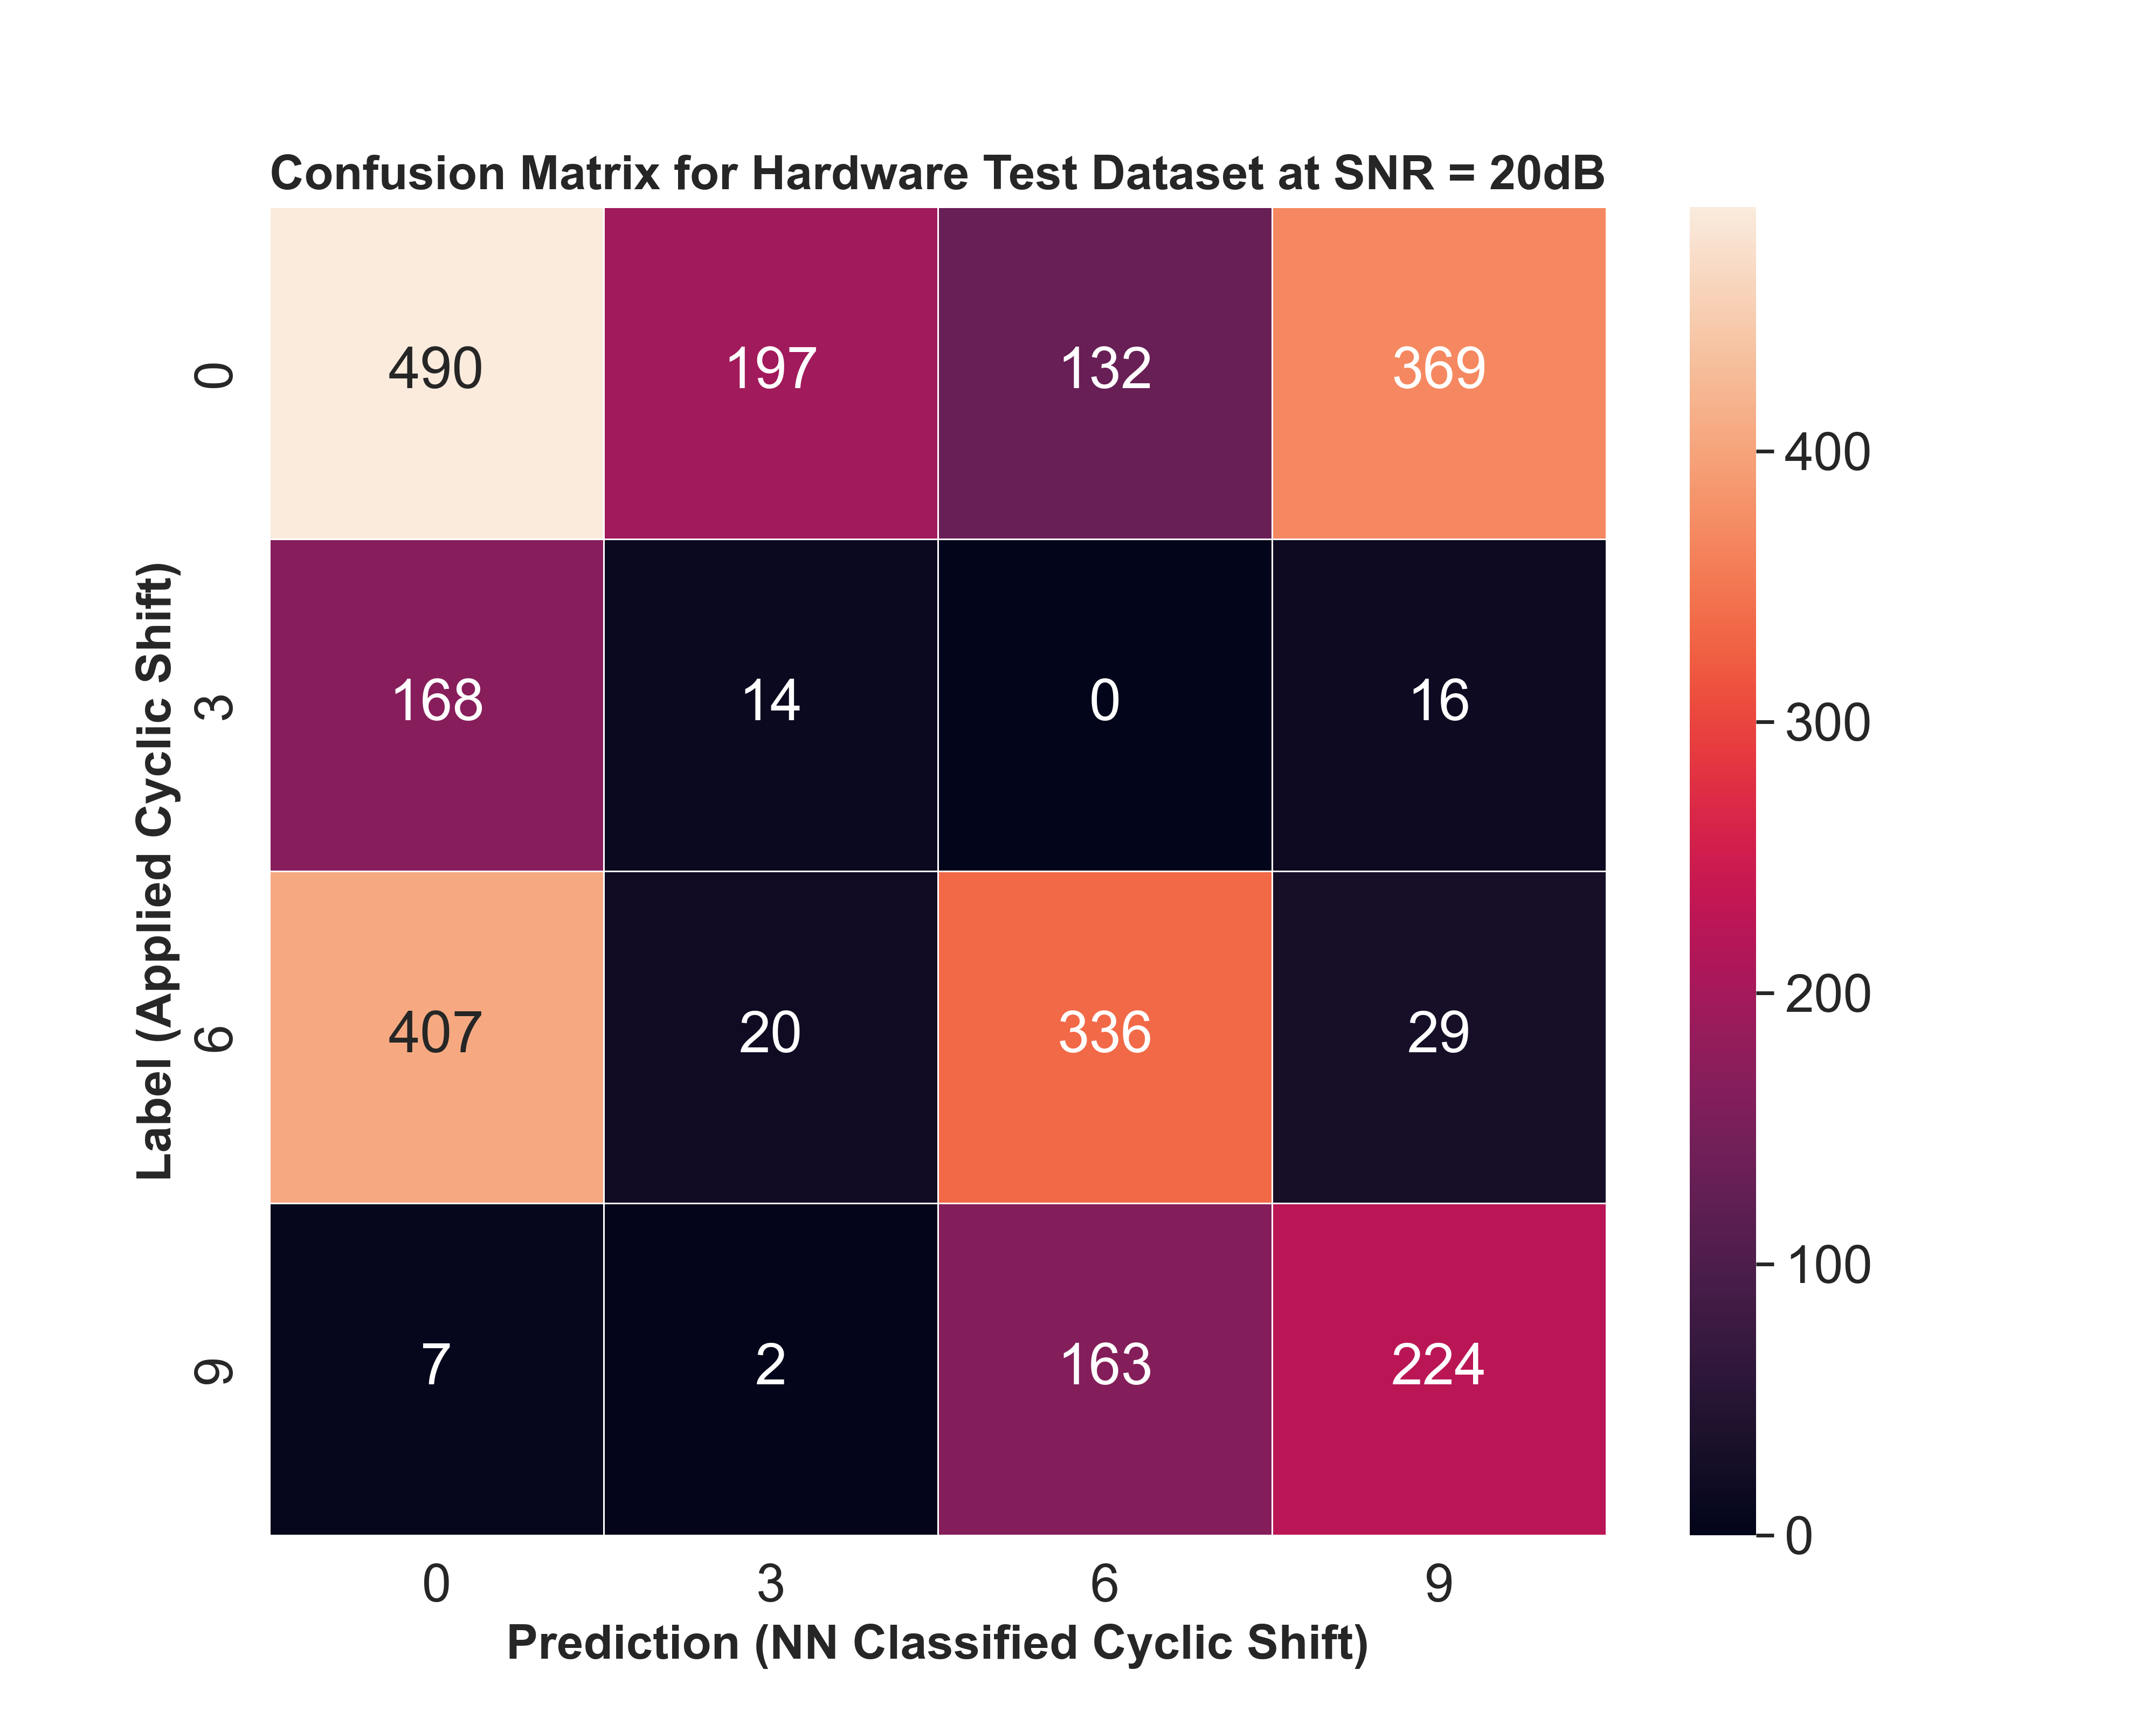 Confusion Matrix for Hardware Test Dataset at SNR = 20dB
Label (Applied Cyclic Shift)
0 490 197 132 369
3 168 14 0 16
6 407 20 336 29
9 7 2 163 224
0 3 6 9
Prediction (NN Classified Cyclic Shift)
400
300
200
100
0